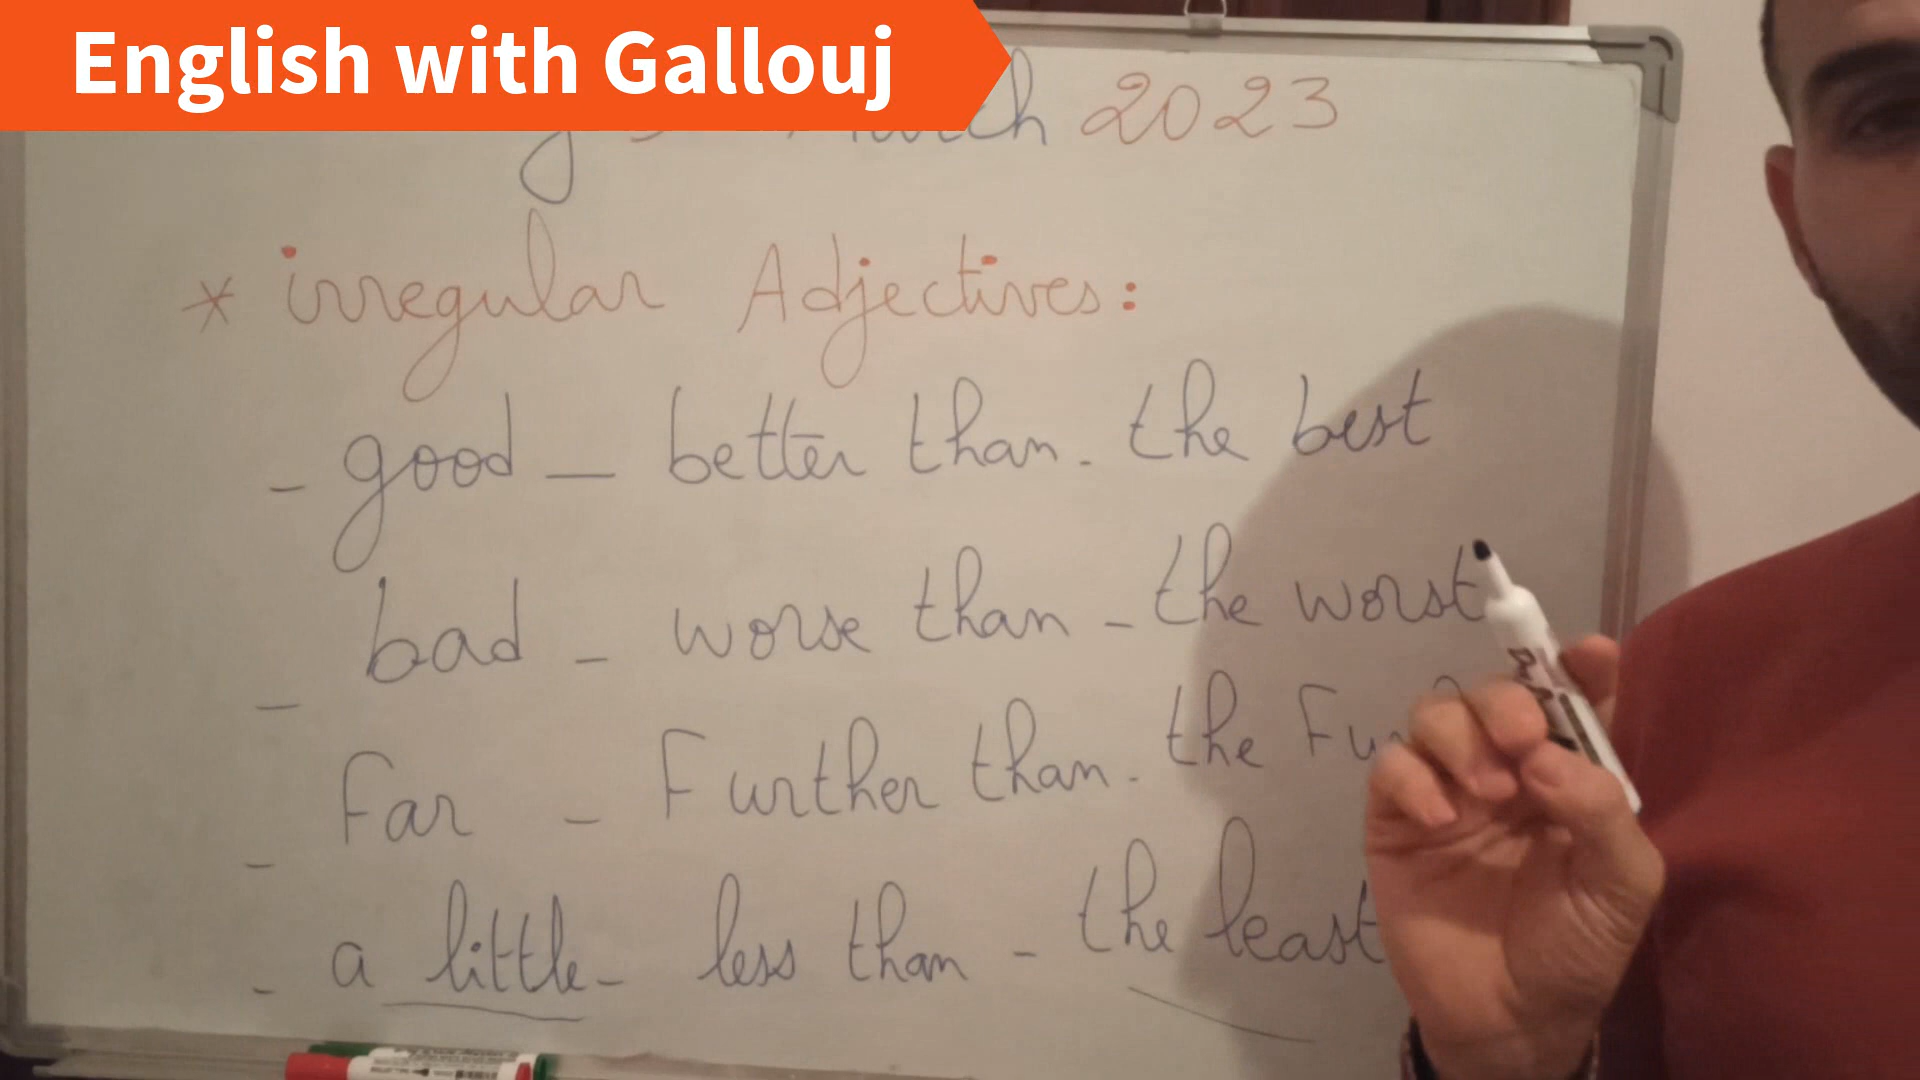 English with Gallouj
March 2023
* irregular Adjectives:
- good - better than - the best
- bad - worse than - the worst
- Far - Further than - the
- a little - less than - the least